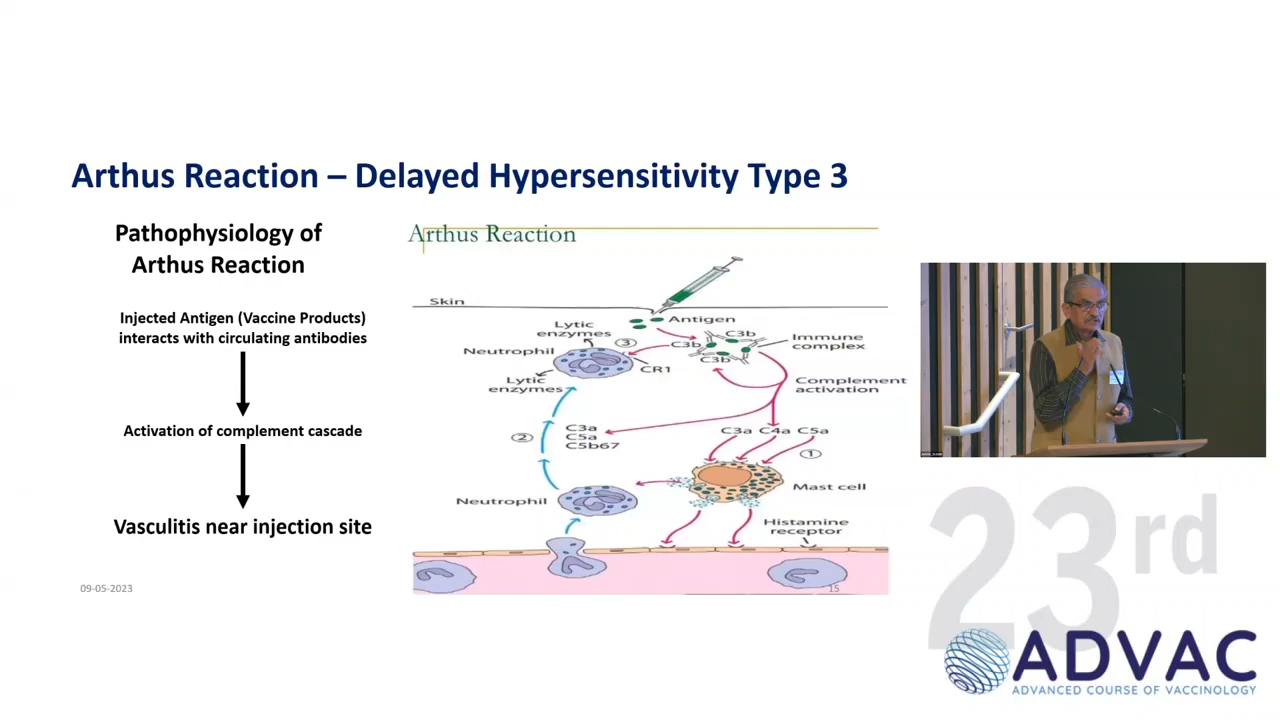 Arthus Reaction – Delayed Hypersensitivity Type 3
Pathophysiology of
Arthus Reaction
Injected Antigen (Vaccine Products)
interacts with circulating antibodies
Activation of complement cascade
Vasculitis near injection site
09-05-2023
Arthus Reaction
Skin
Antigen
Lytic
enzymes
③
C3b
C3b
C3b
Immune
complex
Neutrophil
CR1
Lytic
enzymes
Complement
activation
②
C3a
C5a
C5b67
C3a C4a C5a
①
Mast cell
Neutrophil
Histamine
receptor
15
23rd
ADVAC
ADVANCED COURSE OF VACCINOLOGY